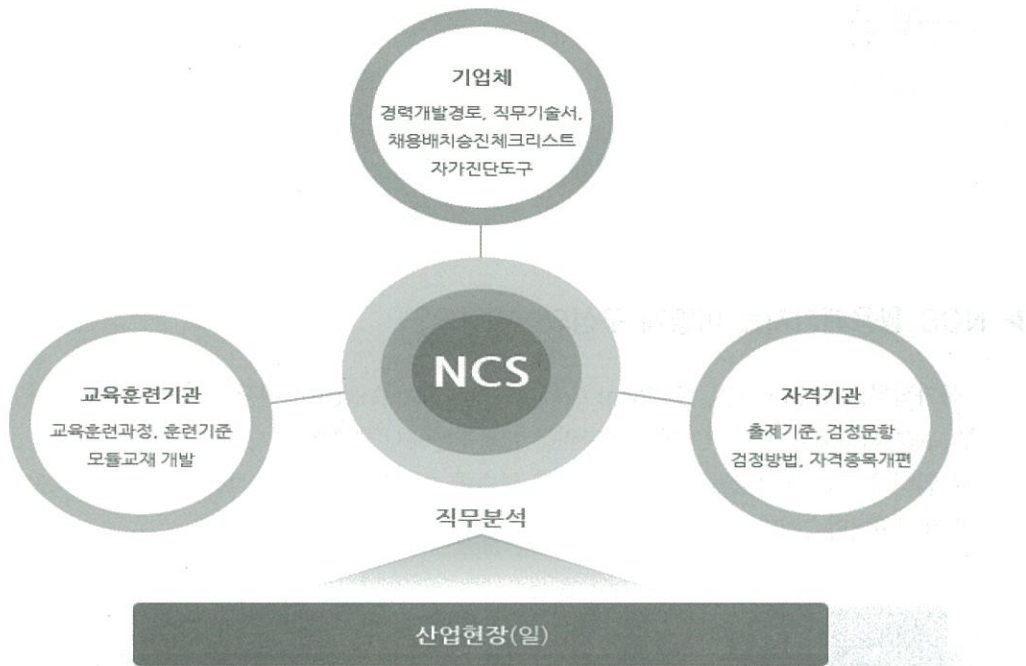 기업체
경력개발경로, 직무기술서,
채용배치승진체크리스트
자가진단도구
NCS
교육훈련기관
교육훈련과정, 훈련기준
모듈교재 개발
자격기관
출제기준, 검정문항
검정방법, 자격종목개편
직무분석
산업현장(일)